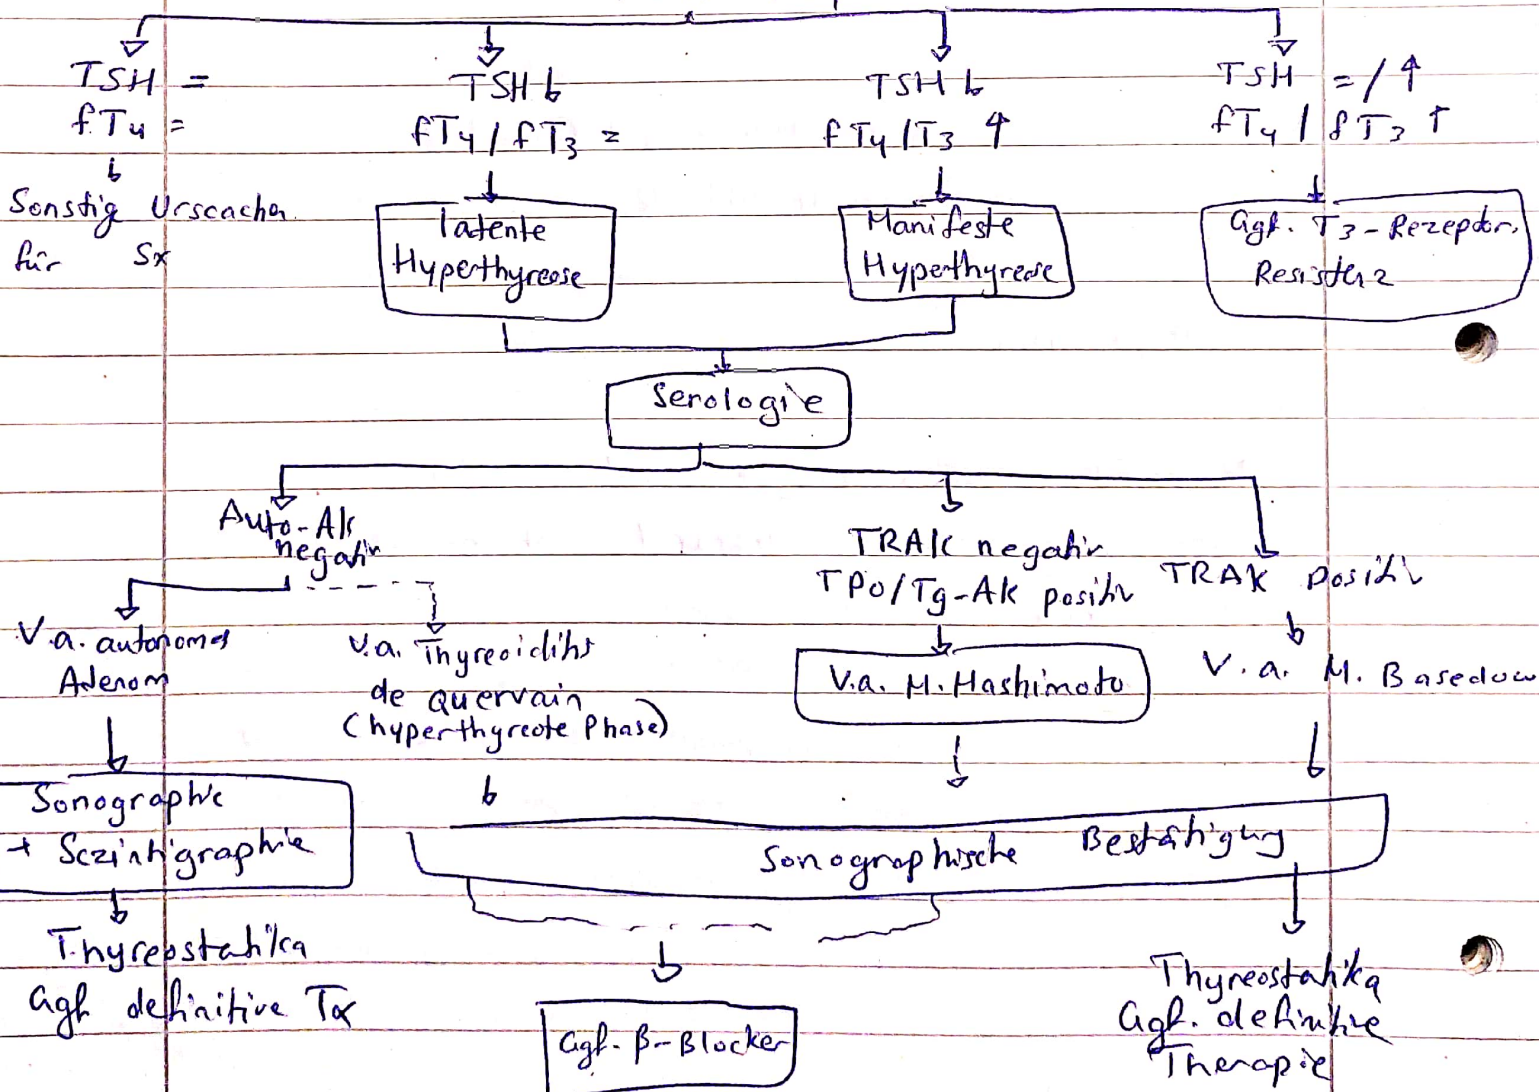 TSH =
fT4 =
Sonstig Urscacher
für Sx
TSH ↓
fT4 / fT3 =
latente
Hyperthyreose
TSH ↓
fT4 / T3 ↑
Manifeste
Hyperthyreose
TSH = / ↑
fT4 / fT3 ↑
ggf. T3-Rezeptor.
Resistenz
Serologie
Auto-Ak
negativ
TRAK negativ
TPO/Tg-Ak positiv
TRAK positiv
V.a. autonomes
Adenom
V.a. Thyreoiditis
de Quervain
(hyperthyreote Phase)
V.a. M. Hashimoto
V.a. M. Basedow
Sonographie
+ Szintigraphie
Sonographische Bestätigung
Thyreostatika
ggf. definitive Tx
ggf. β-Blocker
Thyreostatika
ggf. definitive
Therapie